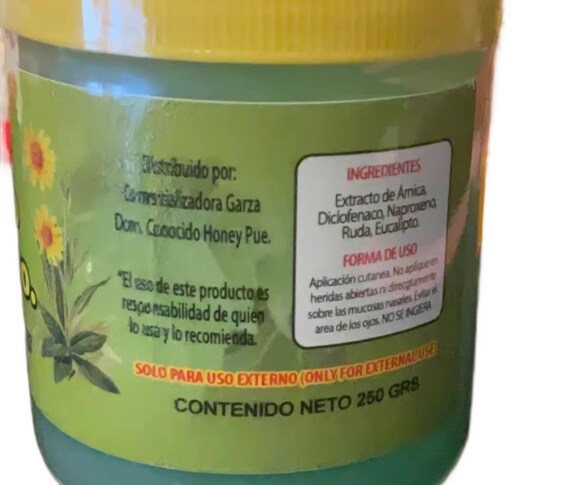 Distribuido por:
Comercializadora Garza
Dom. Conocido Honey Pue.
"El uso de este producto es
responsabilidad de quien
lo usa y lo recomienda.
INGREDIENTES
Extracto de Árnica,
Diclofenaco, Naproxeno,
Ruda, Eucalipto.
FORMA DE USO
Aplicación cutanea. No aplique en
heridas abiertas ni directamente
sobre las mucosas nasales. Evitar el
area de los ojos. NO SE INGIERA
SOLO PARA USO EXTERNO (ONLY FOR EXTERNAL USE)
CONTENIDO NETO 250 GRS